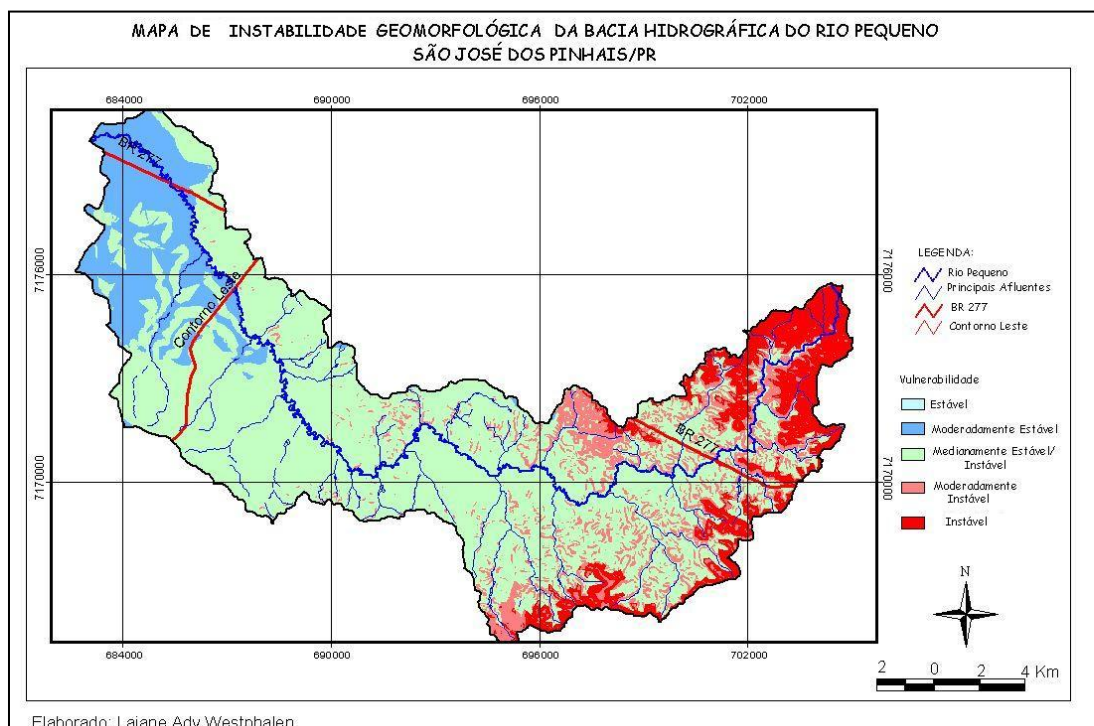 MAPA DE INSTABILIDADE GEOMORFOLÓGICA DA BACIA HIDROGRÁFICA DO RIO PEQUENO
SÃO JOSÉ DOS PINHAIS/PR
684000
690000
696000
702000
BR 277
7176000
7176000
Contorno Leste
BR 277
7170000
7170000
684000
690000
696000
702000
LEGENDA:
Rio Pequeno
Principais Afluentes
BR 277
Contorno Leste
Vulnerabilidade
Estável
Moderadamente Estável
Medianamente Estável/
Instável
Moderadamente
Instável
Instável
N
2 0 2 4 Km
Elaborado: Laiane Ady Westphalen